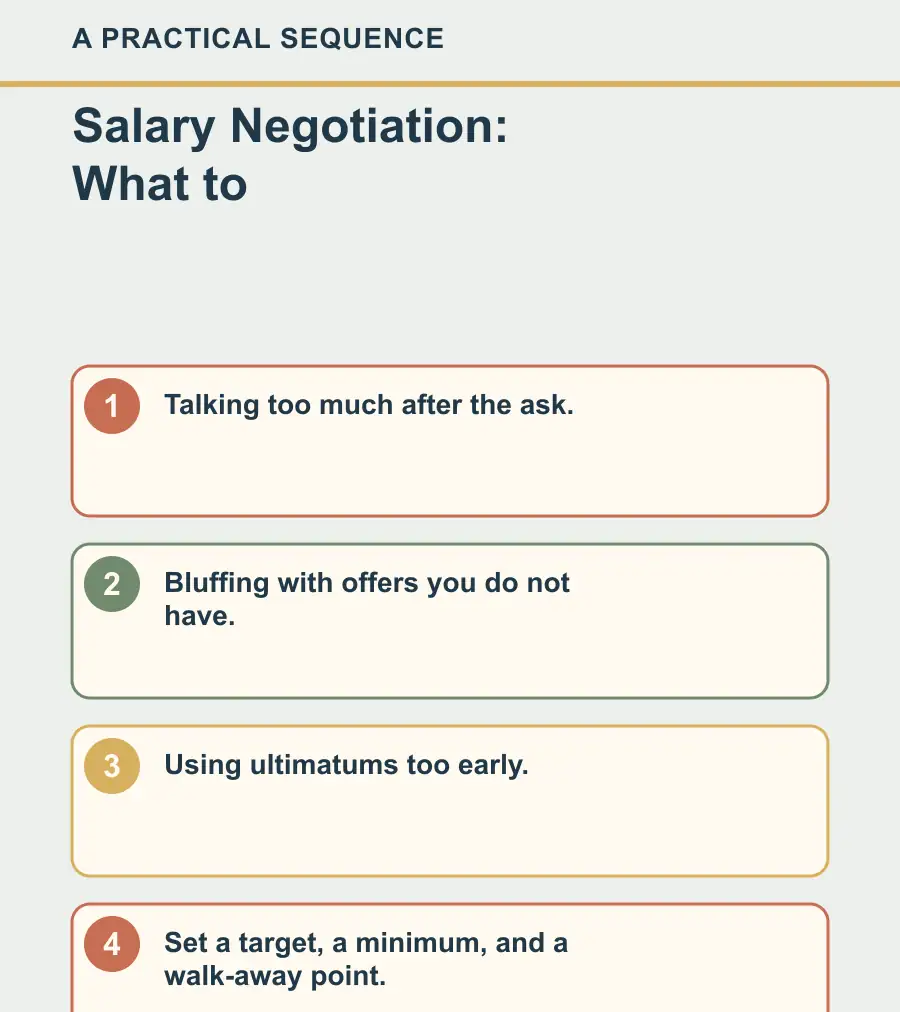 A PRACTICAL SEQUENCE
Salary Negotiation:
What to
1
Talking too much after the ask.
2
Bluffing with offers you do not
have.
3
Using ultimatums too early.
4
Set a target, a minimum, and a
walk-away point.